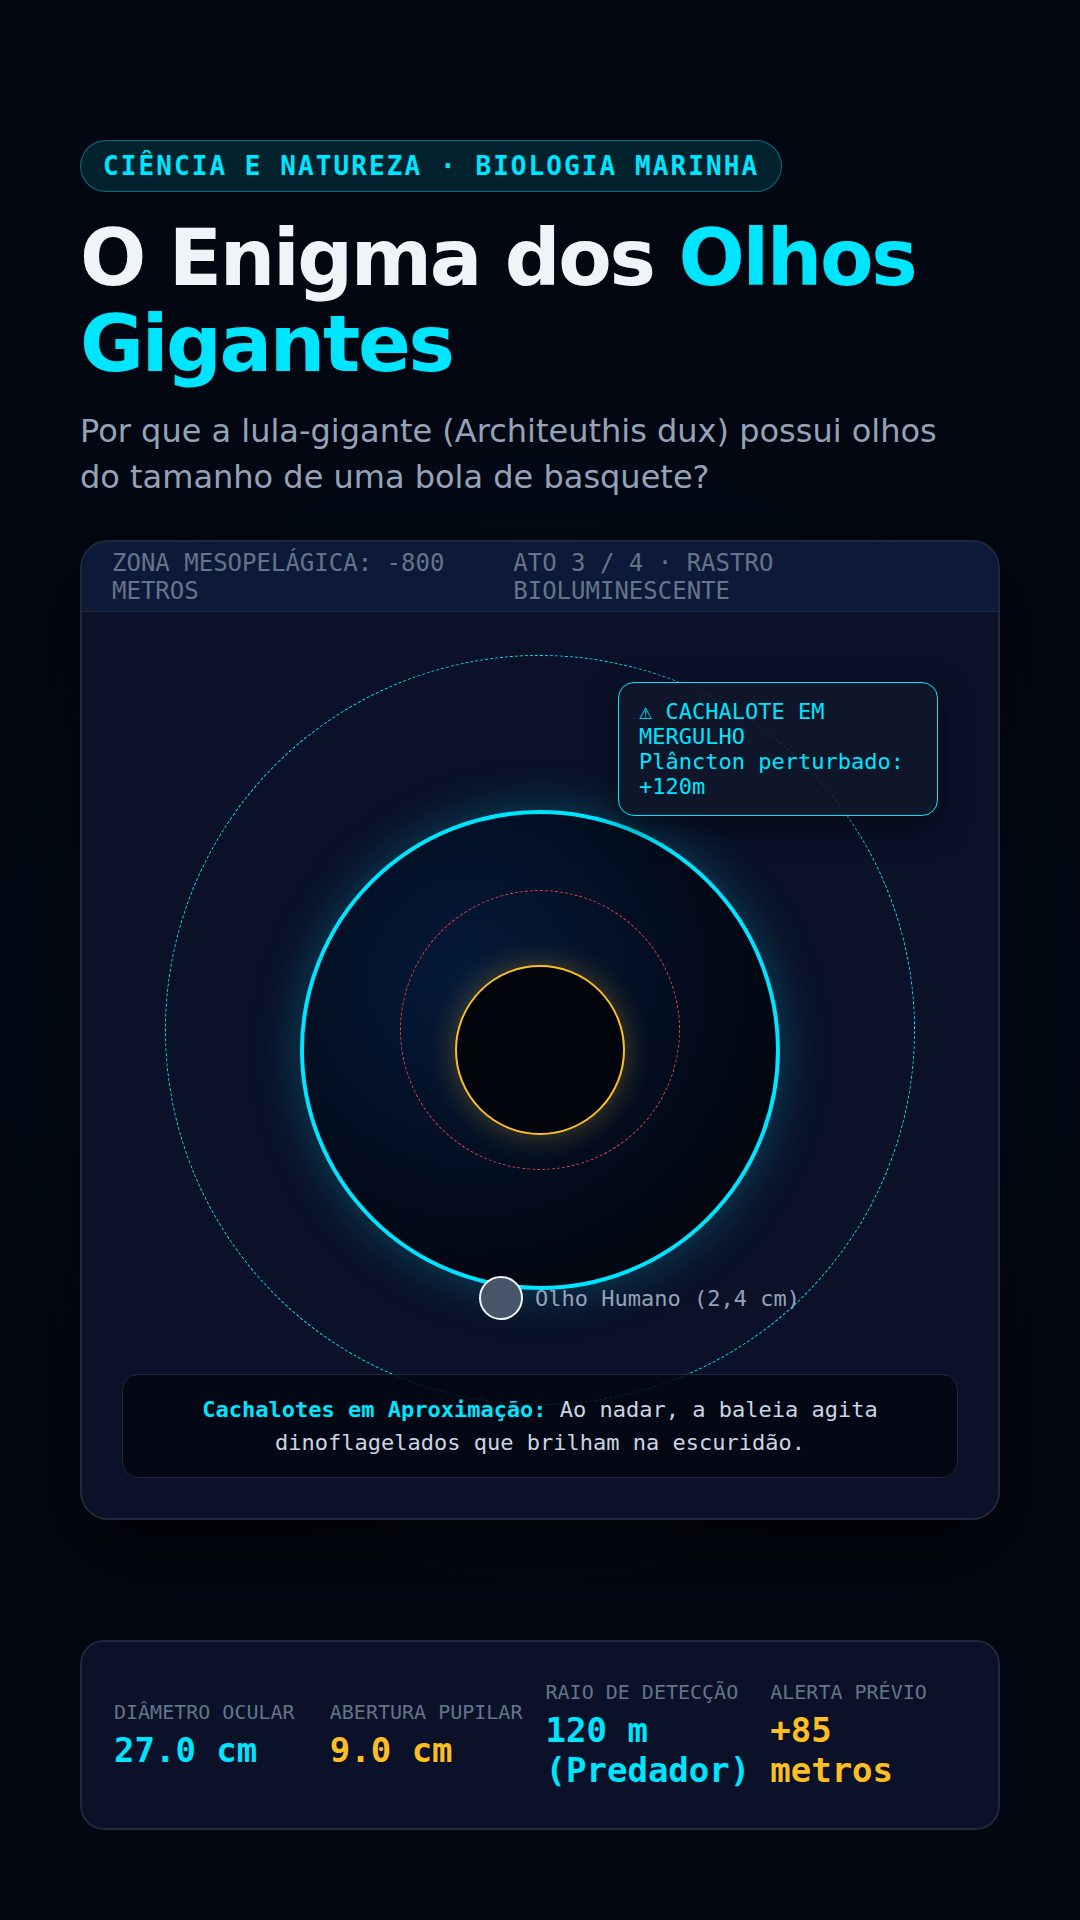 CIÊNCIA E NATUREZA · BIOLOGIA MARINHA
O Enigma dos Olhos
Gigantes
Por que a lula-gigante (Architeuthis dux) possui olhos
do tamanho de uma bola de basquete?
ZONA MESOPELÁGICA: -800
METROS
ATO 3 / 4 · RASTRO
BIOLUMINESCENTE
⚠ CACHALOTE EM
MERGULHO
Plâncton perturbado:
+120m
Olho Humano (2,4 cm)
Cachalotes em Aproximação: Ao nadar, a baleia agita
dinoflagelados que brilham na escuridão.
DIÂMETRO OCULAR
27.0 cm
ABERTURA PUPILAR
9.0 cm
RAIO DE DETECÇÃO
120 m
(Predador)
ALERTA PRÉVIO
+85
metros